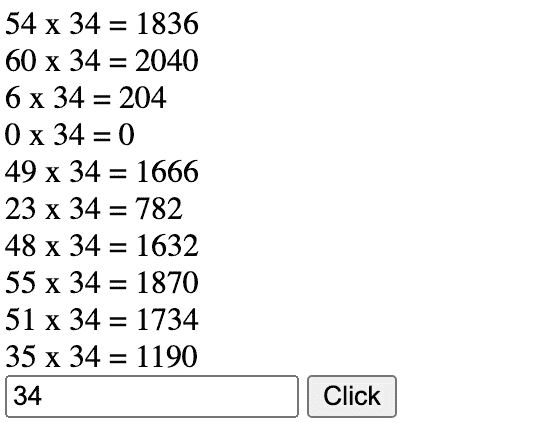 54 x 34 = 1836
60 x 34 = 2040
6 x 34 = 204
0 x 34 = 0
49 x 34 = 1666
23 x 34 = 782
48 x 34 = 1632
55 x 34 = 1870
51 x 34 = 1734
35 x 34 = 1190
34 Click